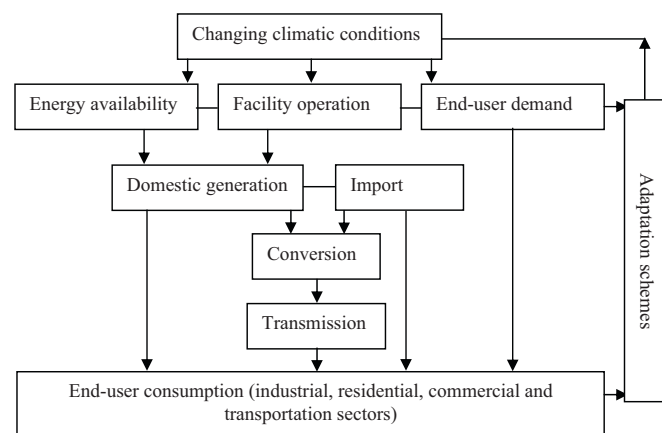 Changing climatic conditions
Energy availability
Facility operation
End-user demand
Adaptation schemes
Domestic generation
Import
Conversion
Transmission
End-user consumption (industrial, residential, commercial and
transportation sectors)